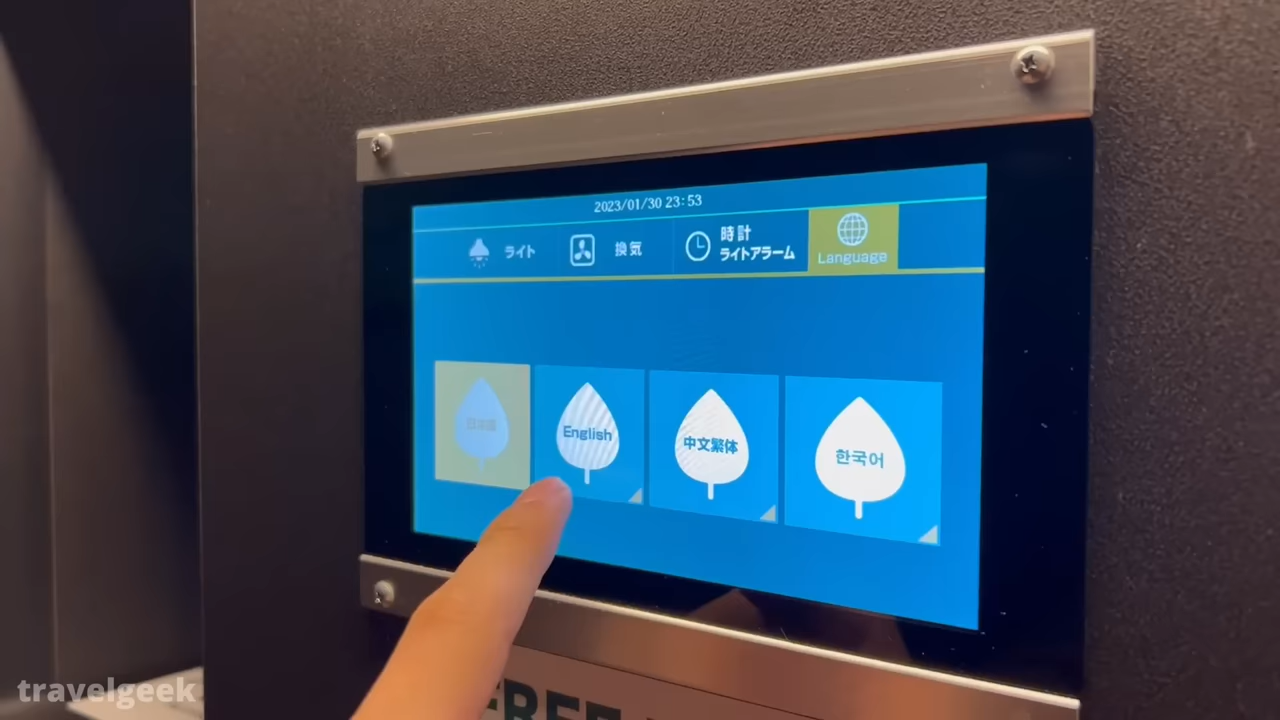 2023/01/30 23:53
ライト
換気
時計
ライトアラーム
Language
日本語
English
中文繁体
한국어
FREE
travelgeek